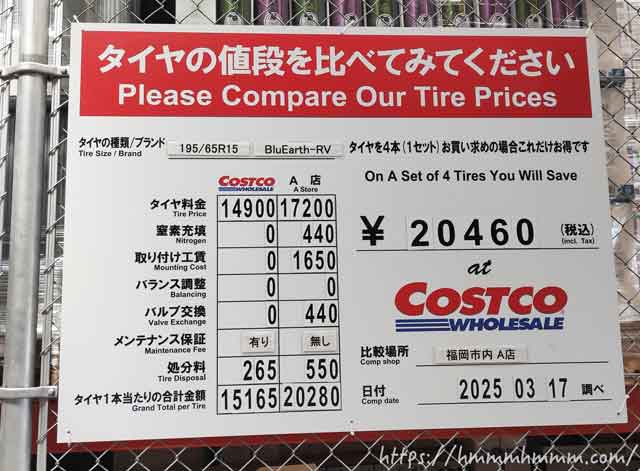 タイヤの値段を比べてみてください
Please Compare Our Tire Prices
タイヤの種類/ブランド 195/65R15 BluEarth-RV タイヤを4本(1セット)お買い求めの場合これだけお得です
Tire Size / Brand
On A Set of 4 Tires You Will Save
COSTCO WHOLESALE A 店
A Store
タイヤ料金 14900 17200
Tire Price
窒素充填 0 440
Nitrogen
¥ 20460 (税込)
(incl. Tax)
取り付け工賃 0 1650
Mounting Cost
at
バランス調整 0 0
Balancing
COSTCO
WHOLESALE
バルブ交換 0 440
Valve Exchange
メンテナンス保証 有り 無し
Maintenance Fee
比較場所 福岡市内 A店
Comp shop
処分料 265 550
Tire Disposal
日付 2025 03 17 調べ
Comp date
タイヤ1本当たりの合計金額 15165 20280
Grand Total per Tire
https://hmmmhmmm.com/